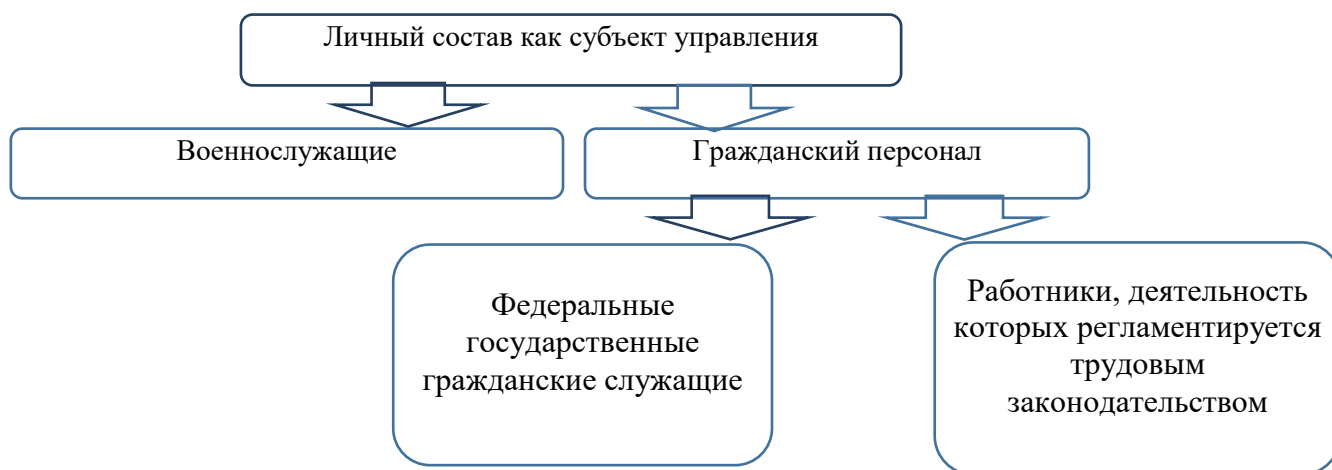 Личный состав как субъект управления
Военнослужащие
Гражданский персонал
Федеральные
государственные
гражданские служащие
Работники, деятельность
которых регламентируется
трудовым
законодательством